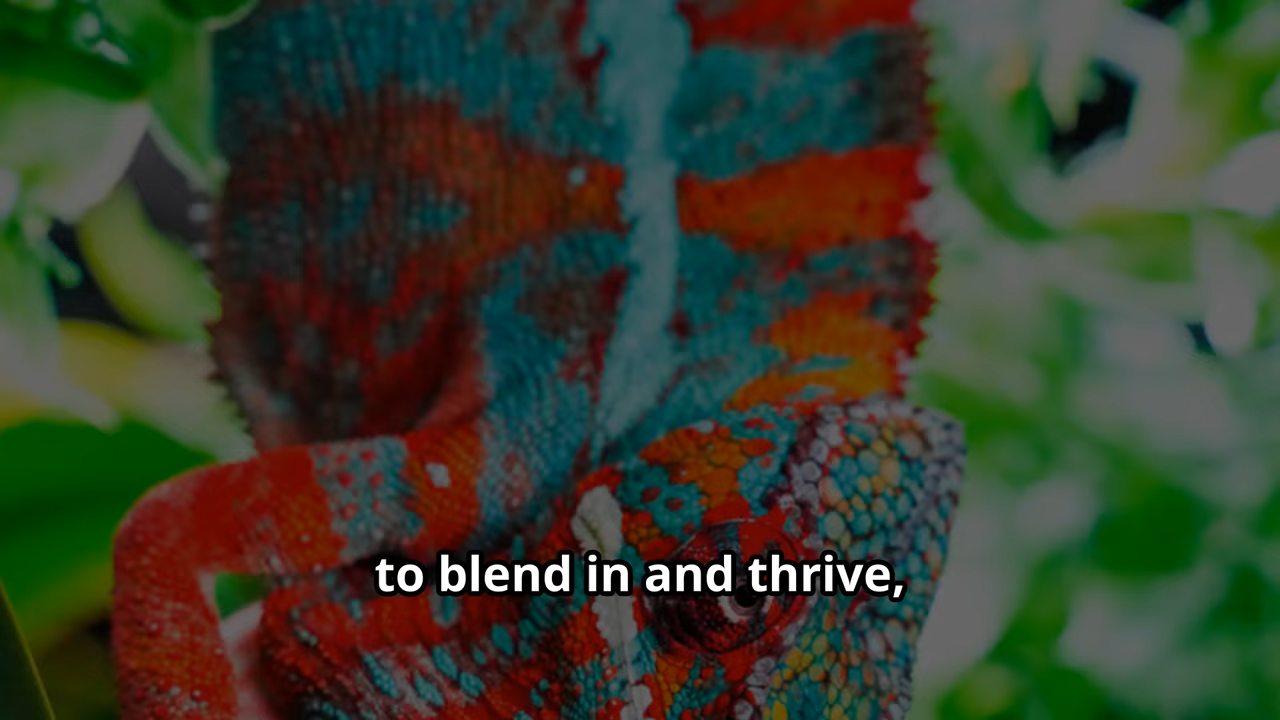 to blend in and thrive,